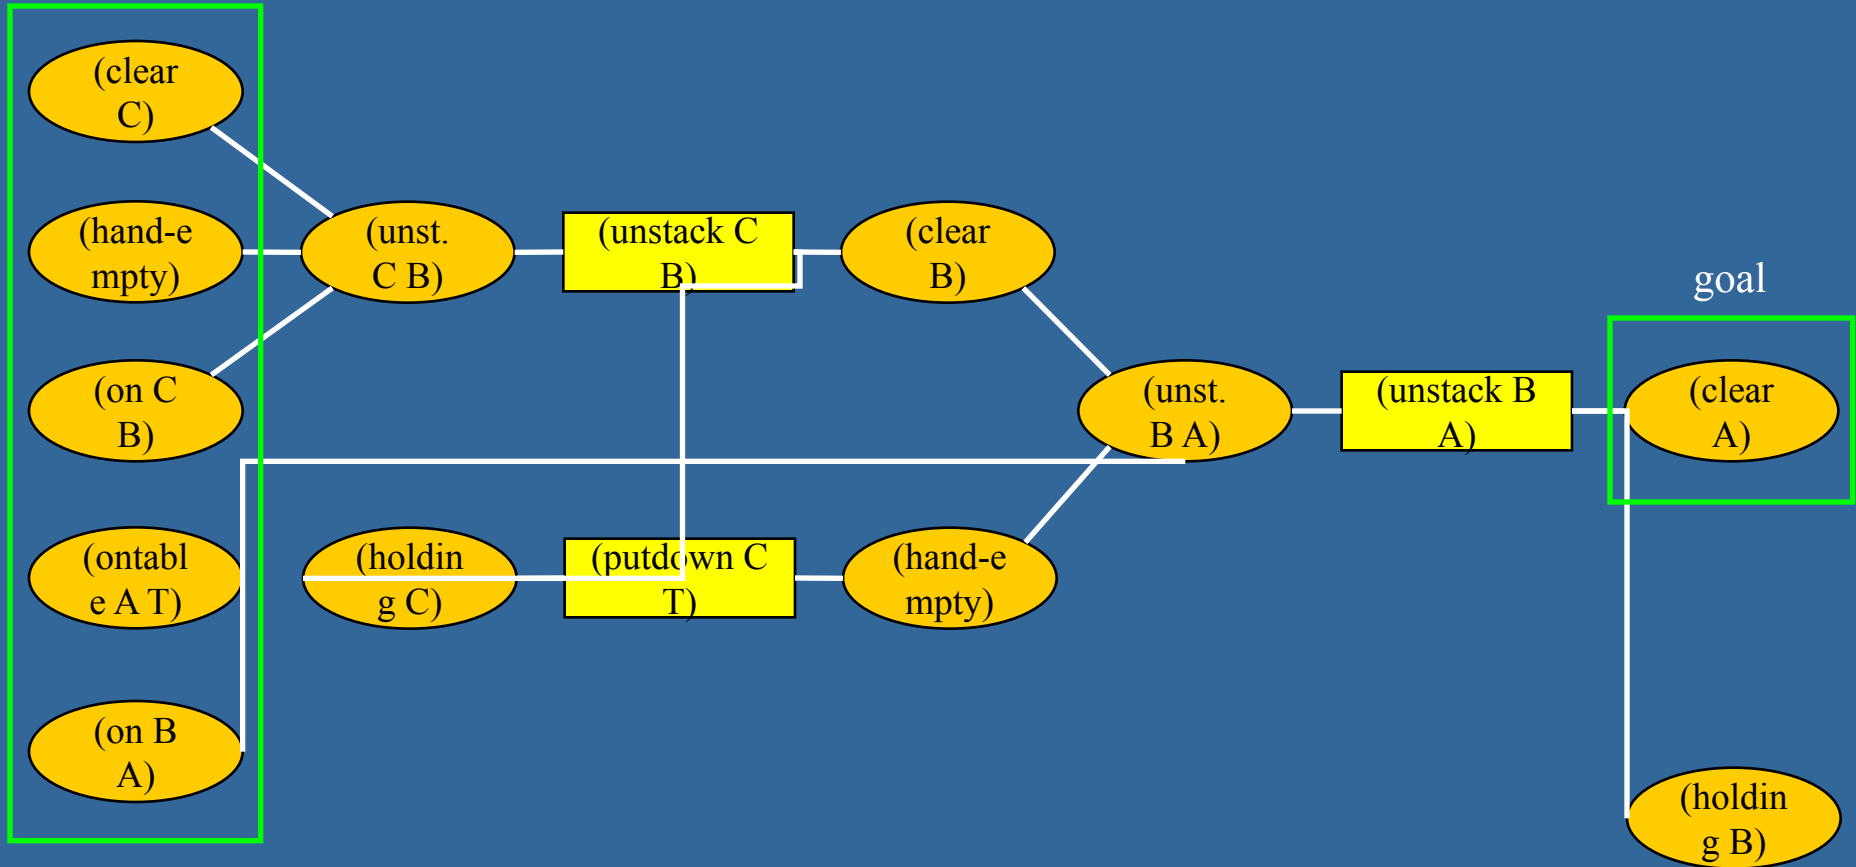 (clear
C)
(hand-e
mpty)
(on C
B)
(ontabl
e A T)
(on B
A)
(unst.
C B)
(holdin
g C)
(unstack C
B)
(putdown C
T)
(clear
B)
(hand-e
mpty)
(unst.
B A)
(unstack B
A)
goal
(clear
A)
(holdin
g B)